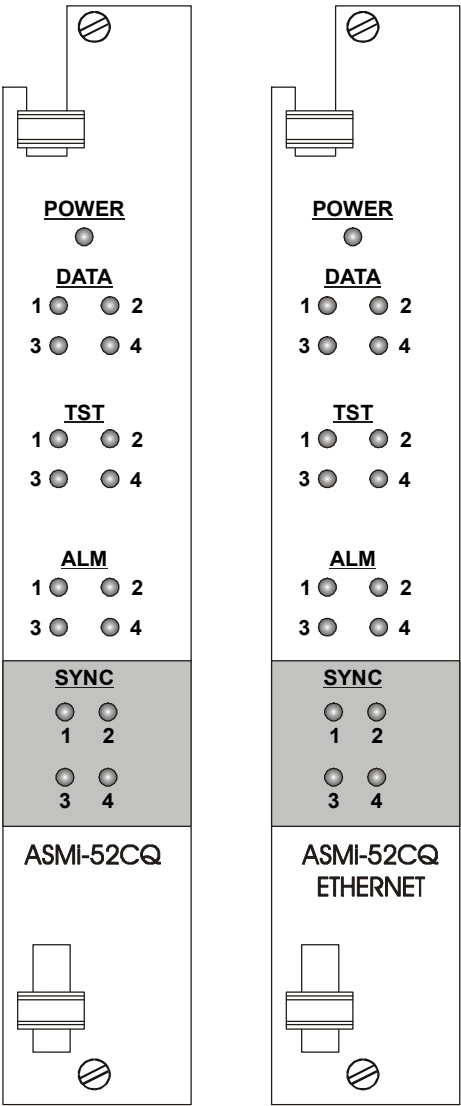 POWER
DATA
1 2
3 4
TST
1 2
3 4
ALM
1 2
3 4
SYNC
1 2
3 4
ASMi-52CQ
POWER
DATA
1 2
3 4
TST
1 2
3 4
ALM
1 2
3 4
SYNC
1 2
3 4
ASMi-52CQ
ETHERNET